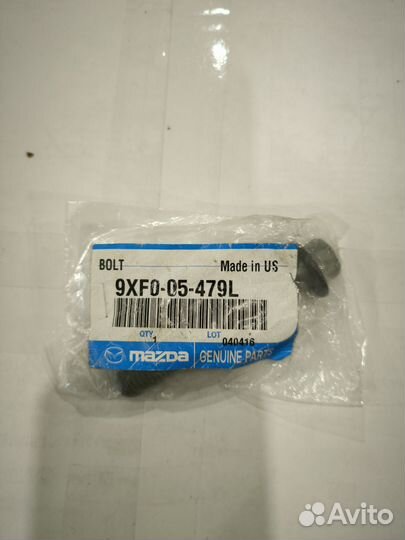 BOLT Made in US
9XF0-05-479L
QTY LOT
1 040416
mazda GENUINE PARTS
Avito